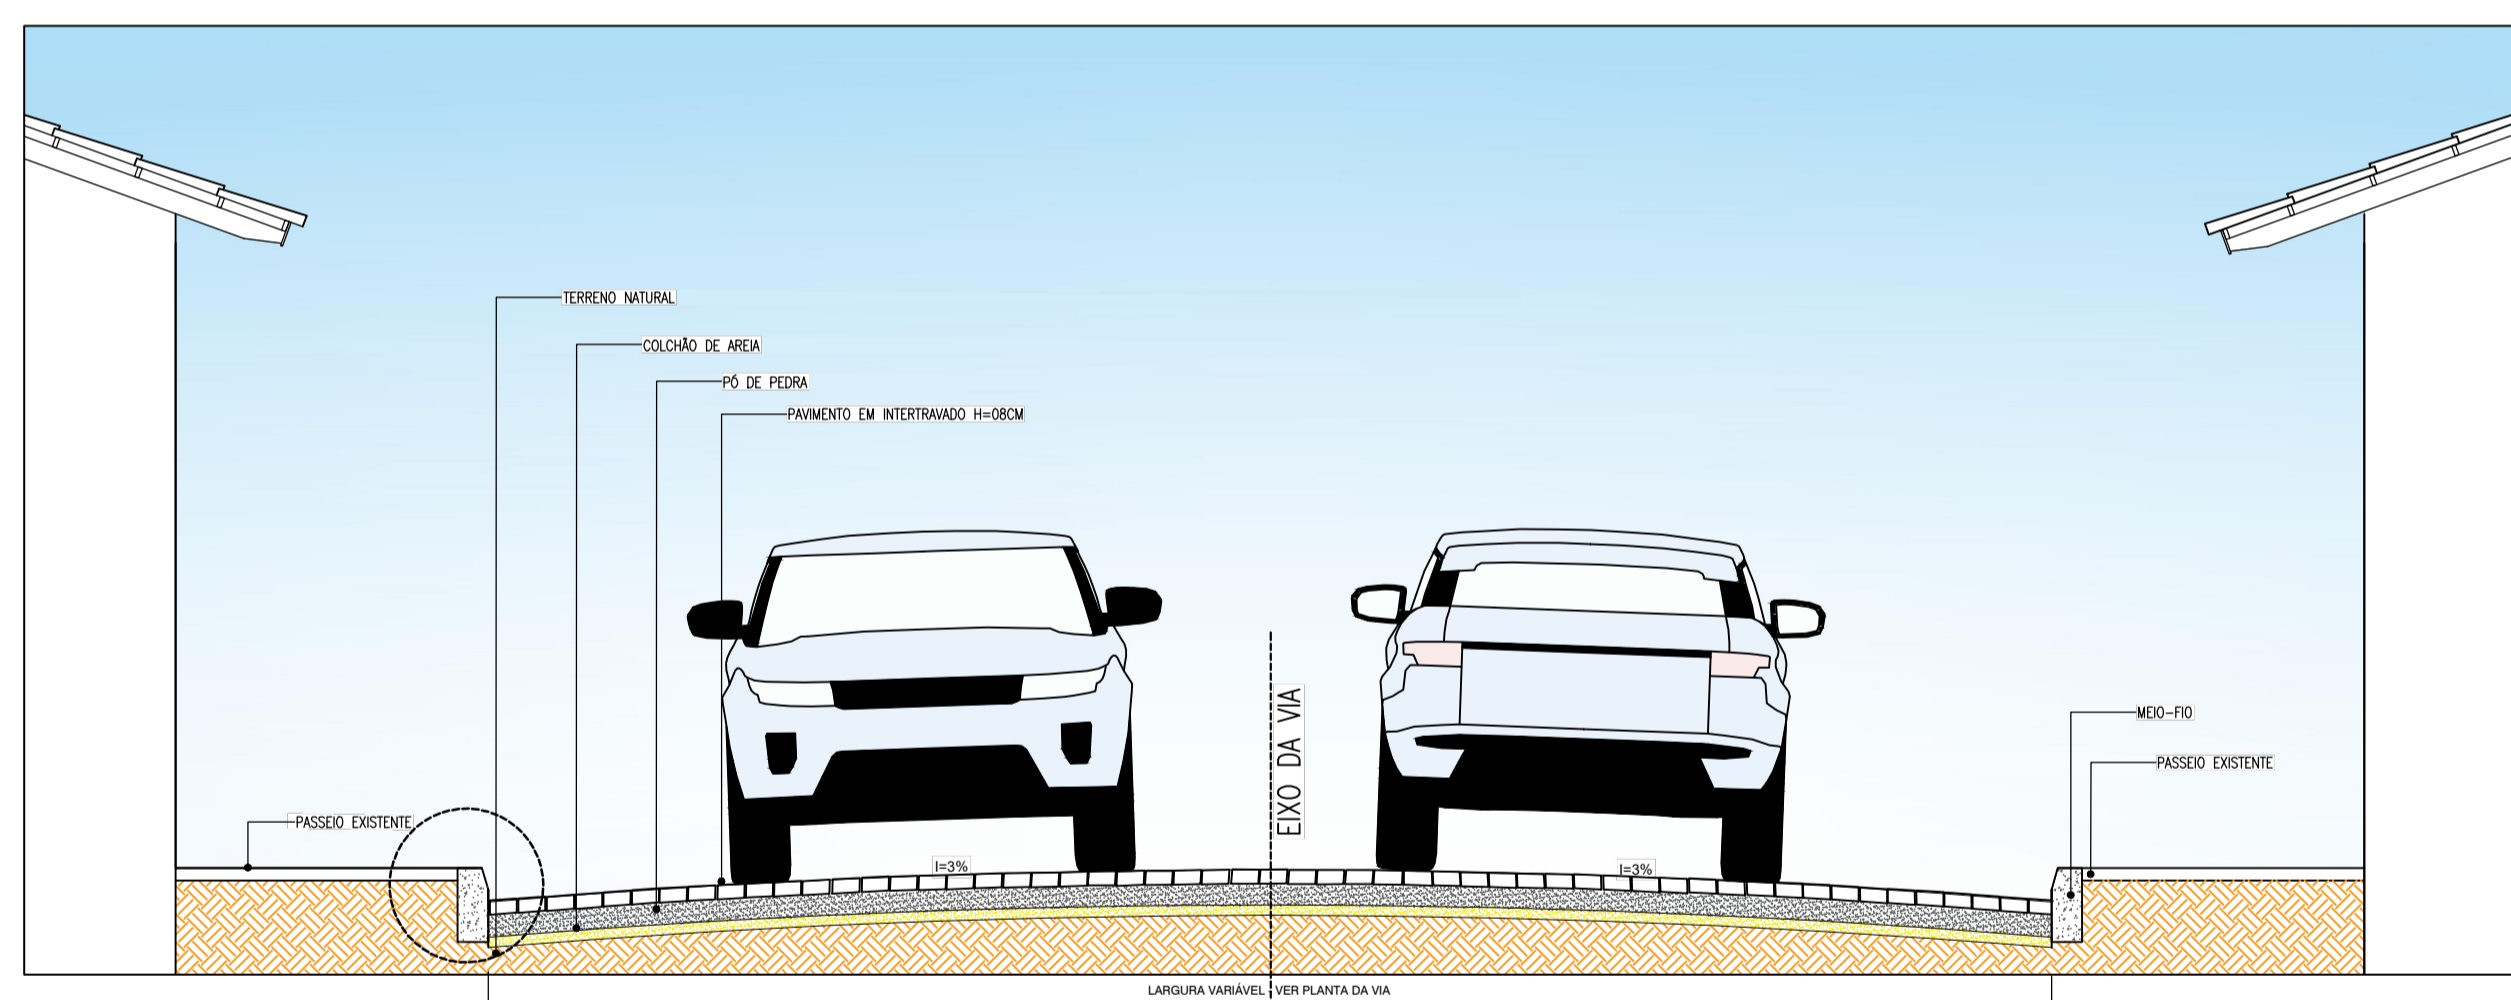 TERRENO NATURAL
COLCHÃO DE AREIA
PÓ DE PEDRA
PAVIMENTO EM INTERTRAVADO H=08CM
EIXO DA VIA
MEIO-FIO
PASSEIO EXISTENTE
PASSEIO EXISTENTE
I=3%
I=3%
LARGURA VARIÁVEL - VER PLANTA DA VIA